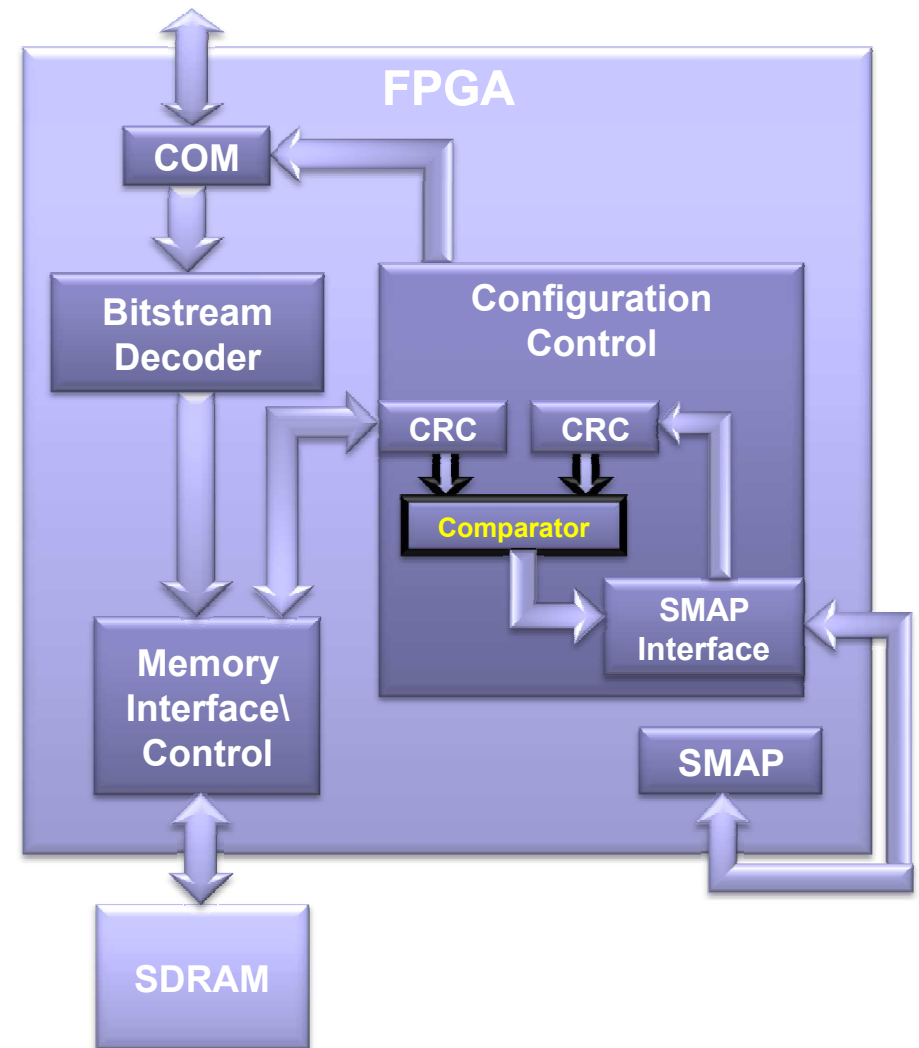 FPGA
COM
Bitstream
Decoder
Configuration
Control
CRC
CRC
Comparator
SMAP
Interface
Memory
Interface\
Control
SMAP
SDRAM